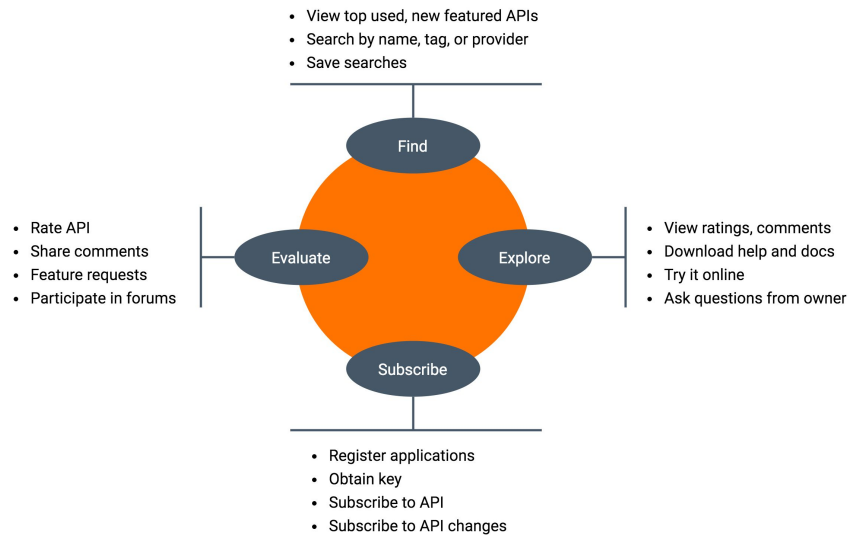 • View top used, new featured APIs
• Search by name, tag, or provider
• Save searches
Find
• Rate API
• Share comments
• Feature requests
• Participate in forums
Evaluate
Explore
• View ratings, comments
• Download help and docs
• Try it online
• Ask questions from owner
Subscribe
• Register applications
• Obtain key
• Subscribe to API
• Subscribe to API changes